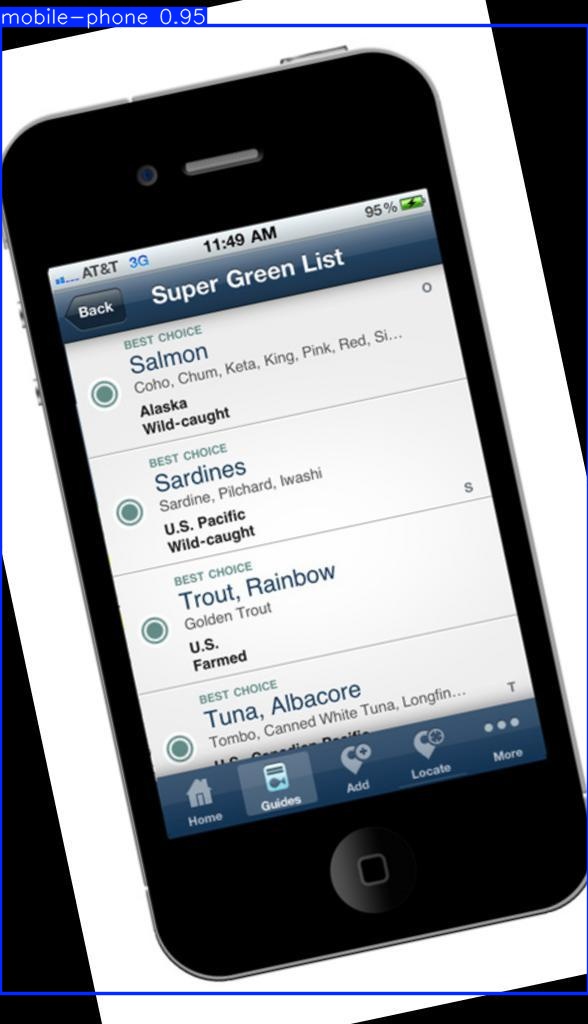 mobile-phone 0.95
AT&T 3G 11:49 AM 95%
Back Super Green List
O
BEST CHOICE
Salmon
Coho, Chum, Keta, King, Pink, Red, Si...
Alaska
Wild-caught
BEST CHOICE
Sardines
Sardine, Pilchard, Iwashi
S
U.S. Pacific
Wild-caught
BEST CHOICE
Trout, Rainbow
Golden Trout
U.S.
Farmed
BEST CHOICE
Tuna, Albacore
T
Tombo, Canned White Tuna, Longfin...
U.S. Canadian Pacific
Home Guides Add Locate More